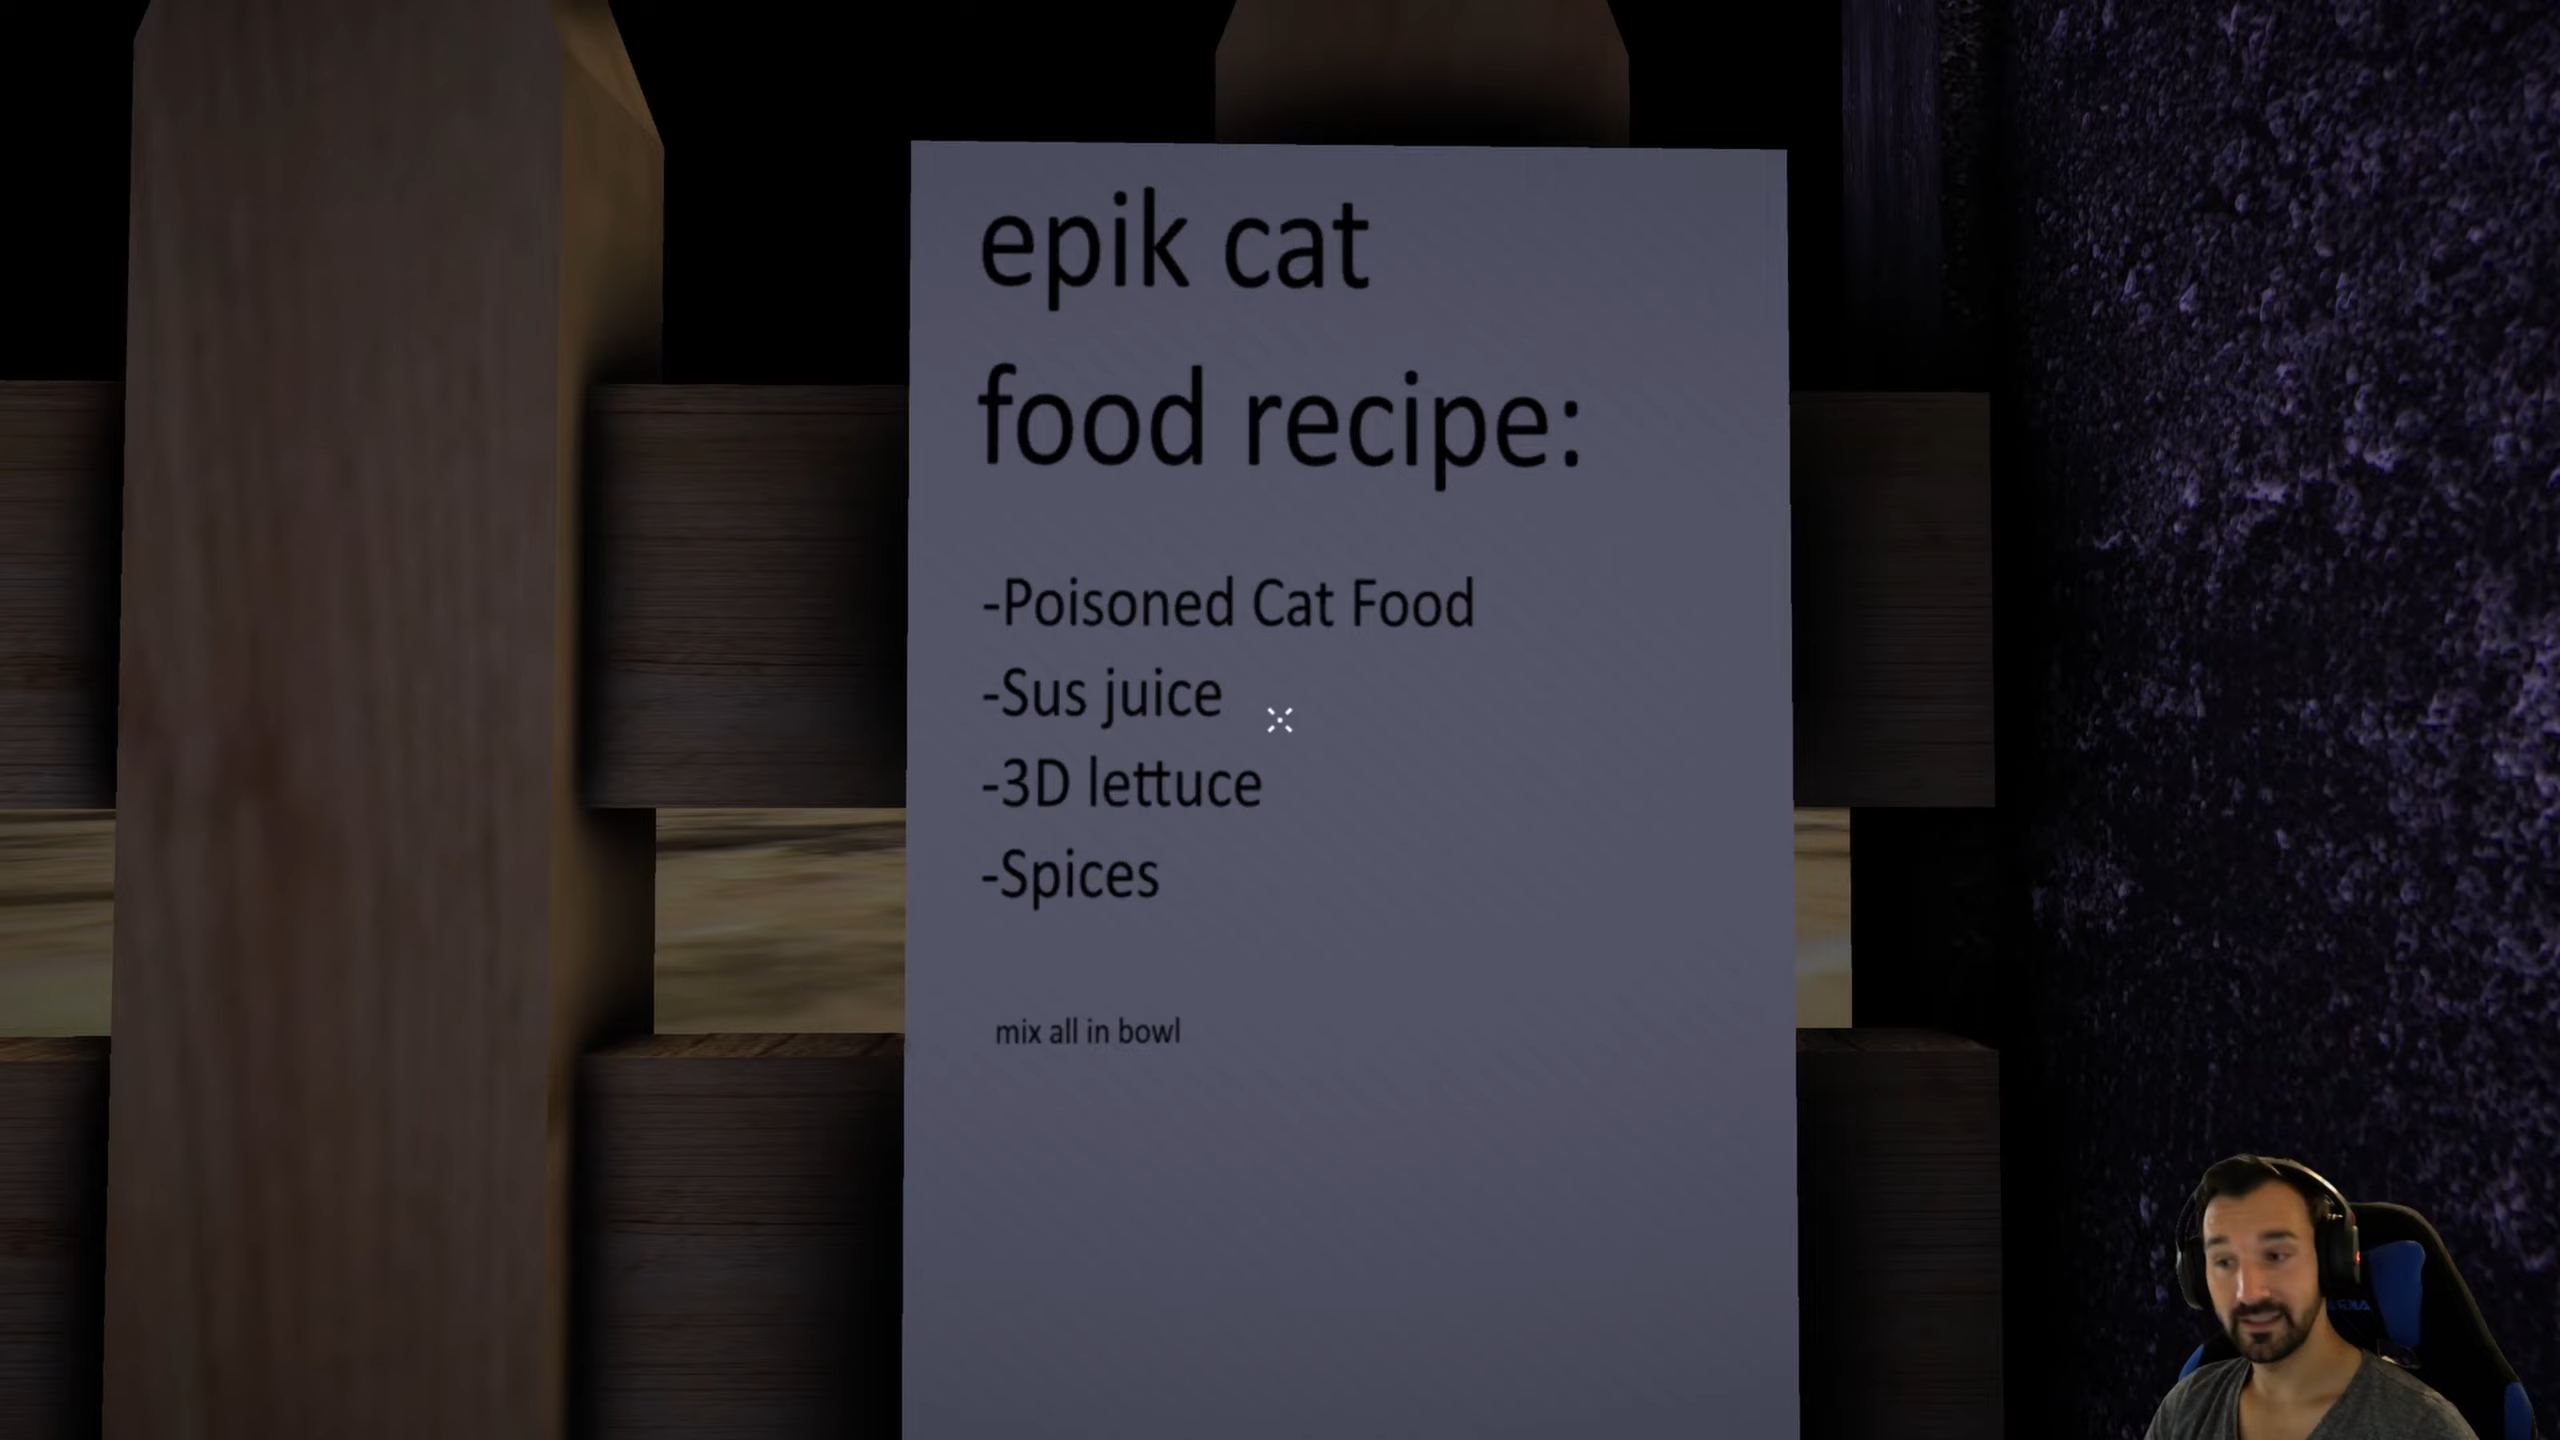 epik cat
food recipe:
-Poisoned Cat Food
-Sus juice
-3D lettuce
-Spices
mix all in bowl